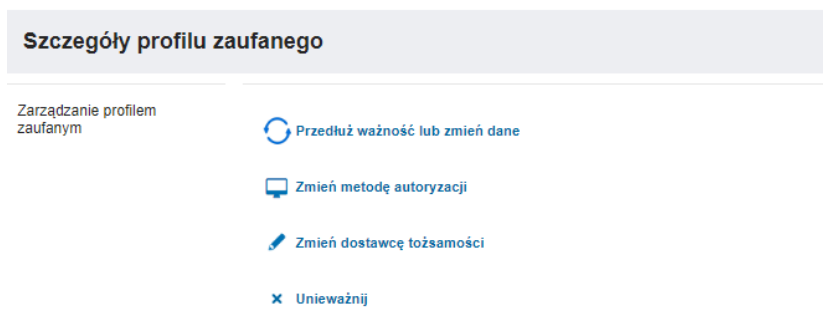 Szczegóły profilu zaufanego
Zarządzanie profilem
zaufanym
Przedłuż ważność lub zmień dane
Zmień metodę autoryzacji
Zmień dostawcę tożsamości
Unieważnij